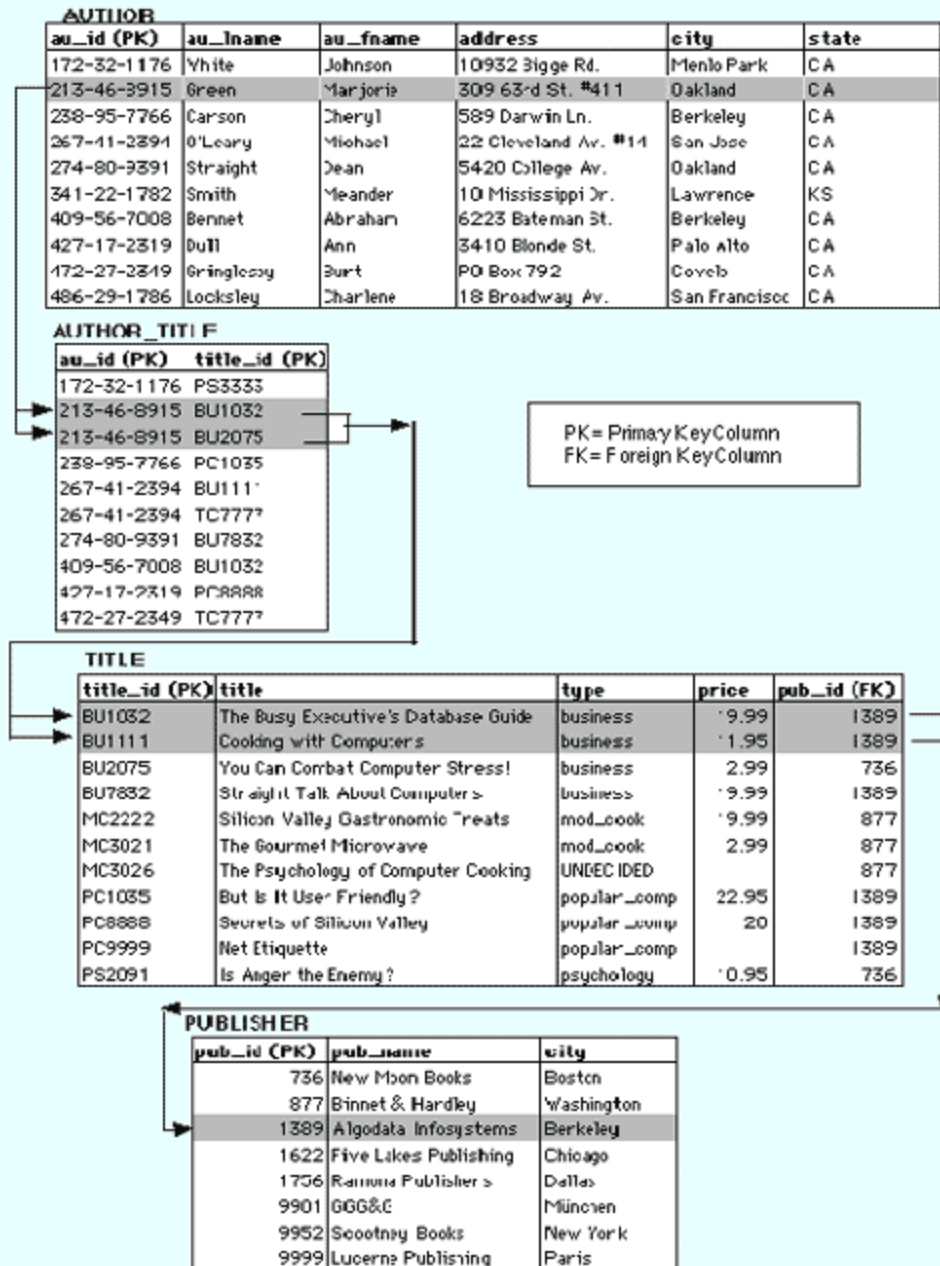 AUTHOR
au_id (PK) au_lname au_fname address city state
172-32-1176 White Johnson 10932 Bigge Rd. Menlo Park CA
213-46-8915 Green Marjorie 309 63rd St. #411 Oakland CA
238-95-7766 Carson Cheryl 589 Darwin Ln. Berkeley CA
267-41-2394 O'Leary Michael 22 Cleveland Av. #14 San Jose CA
274-80-9391 Straight Dean 5420 College Av. Oakland CA
341-22-1782 Smith Meander 10 Mississippi Dr. Lawrence KS
409-56-7008 Bennet Abraham 6223 Bateman St. Berkeley CA
427-17-2319 Dull Ann 3410 Blonde St. Palo Alto CA
472-27-2349 Gringlesby Burt PO Box 792 Covelo CA
486-29-1786 Locksley Charlene 18 Broadway Av. San Francisco CA
AUTHOR_TITLE
au_id (PK) title_id (PK)
172-32-1176 PS3333
213-46-8915 BU1032
213-46-8915 BU2075
238-95-7766 PC1035
267-41-2394 BU1111
267-41-2394 TC7777
274-80-9391 BU7832
409-56-7008 BU1032
427-17-2319 PC8888
472-27-2349 TC7777
PK= Primary Key Column
FK= Foreign Key Column
TITLE
title_id (PK) title type price pub_id (FK)
BU1032 The Busy Executive's Database Guide business 19.99 1389
BU1111 Cooking with Computers business 11.95 1389
BU2075 You Can Combat Computer Stress! business 2.99 736
BU7832 Straight Talk About Computers business 19.99 1389
MC2222 Silicon Valley Gastronomic Treats mod_cook 19.99 877
MC3021 The Gourmet Microwave mod_cook 2.99 877
MC3026 The Psychology of Computer Cooking UNDECIDED 877
PC1035 But Is It User Friendly? popular_comp 22.95 1389
PC8888 Secrets of Silicon Valley popular_comp 20 1389
PC9999 Net Etiquette popular_comp 1389
PS2091 Is Anger the Enemy? psychology 10.95 736
PUBLISHER
pub_id (PK) pub_name city
736 New Moon Books Boston
877 Binnet & Hardley Washington
1389 Algodata Infosystems Berkeley
1622 Five Lakes Publishing Chicago
1756 Ramona Publishers Dallas
9901 GGG&G München
9952 Scootney Books New York
9999 Lucerne Publishing Paris